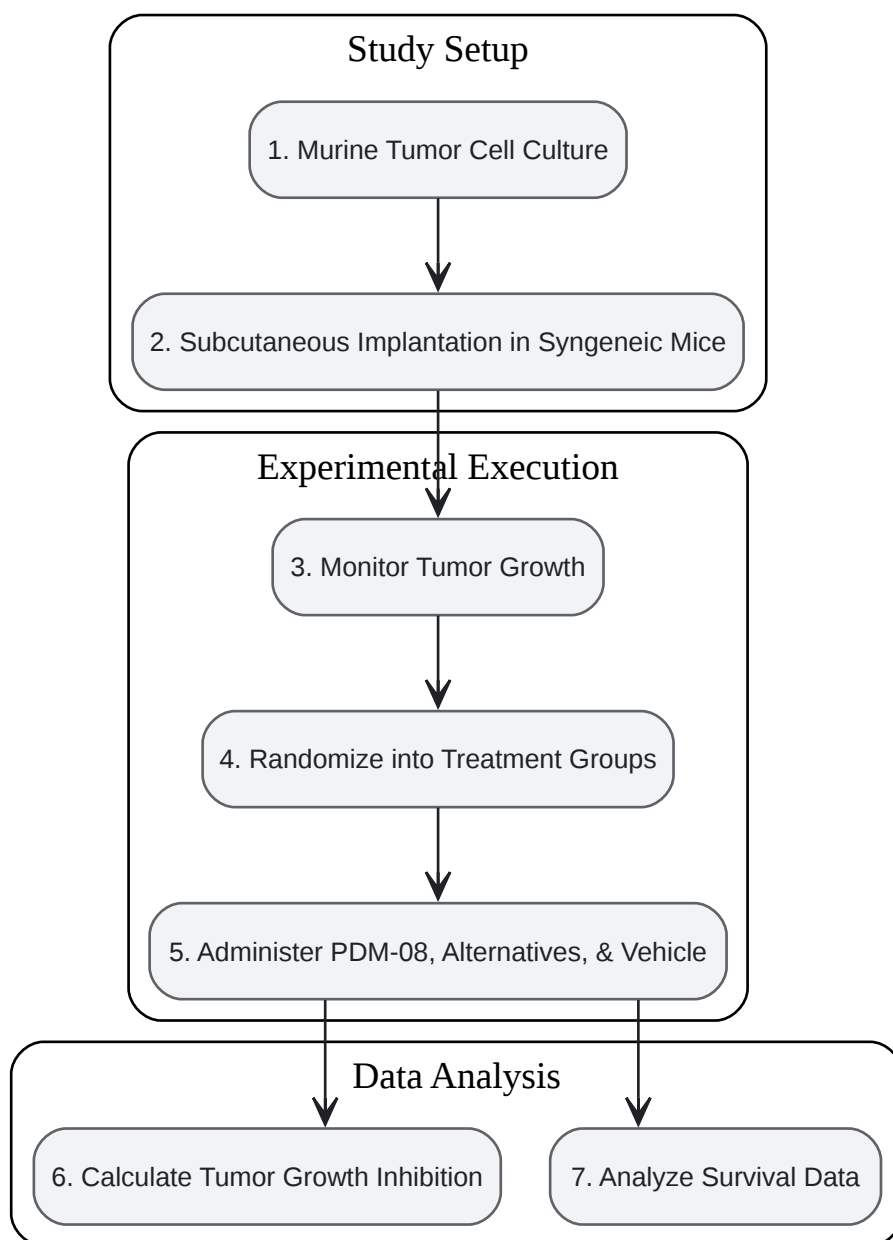 Study Setup
1. Murine Tumor Cell Culture
2. Subcutaneous Implantation in Syngeneic Mice
Experimental Execution
3. Monitor Tumor Growth
4. Randomize into Treatment Groups
5. Administer PDM-08, Alternatives, & Vehicle
Data Analysis
6. Calculate Tumor Growth Inhibition
7. Analyze Survival Data